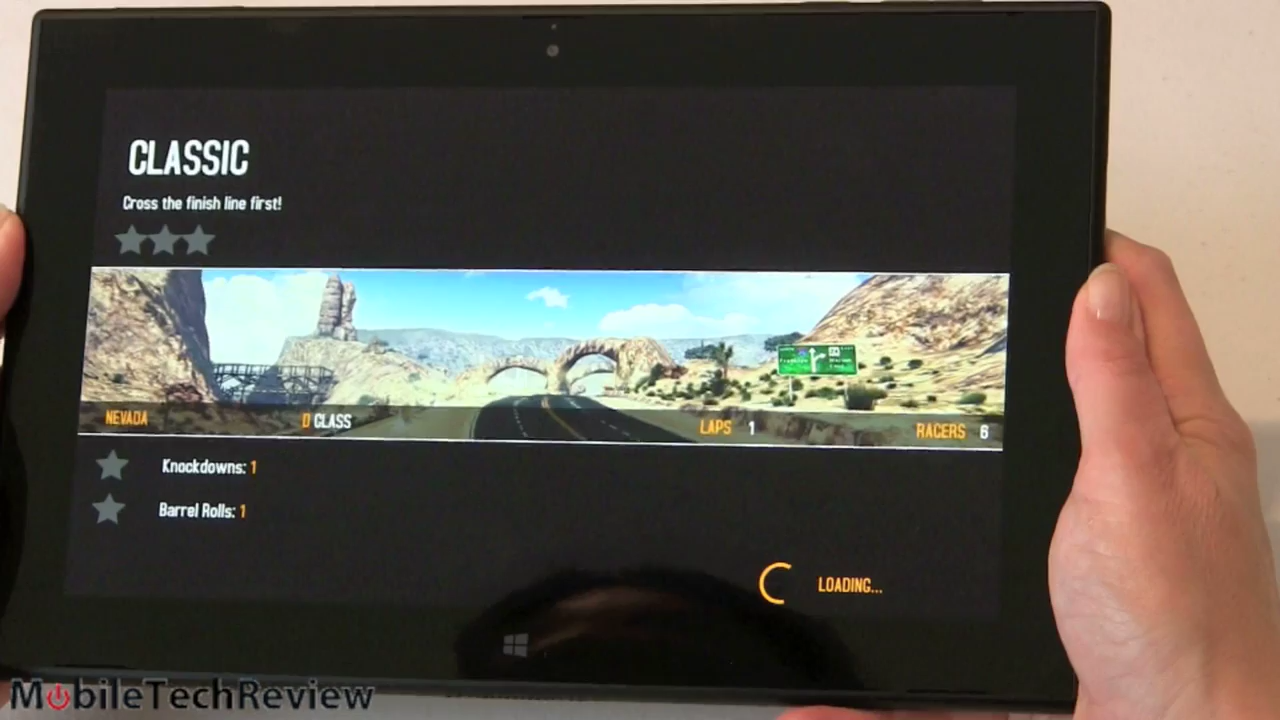 CLASSIC
Cross the finish line first!
NEVADA D CLASS LAPS 1 RACERS 6
Knockdowns: 1
Barrel Rolls: 1
LOADING...
MobileTechReview